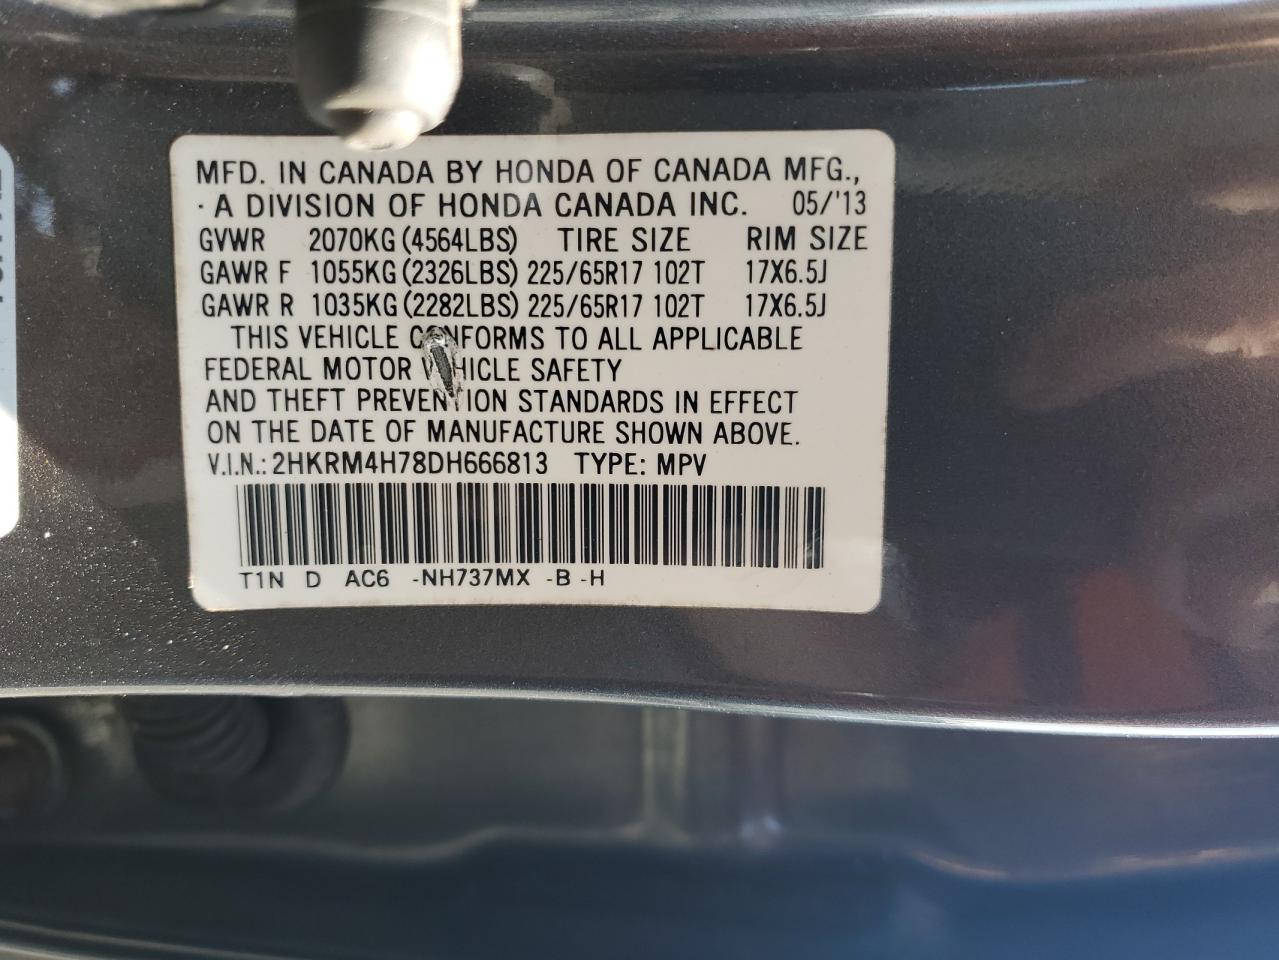 MFD. IN CANADA BY HONDA OF CANADA MFG.,
· A DIVISION OF HONDA CANADA INC. 05/'13
GVWR 2070KG (4564LBS) TIRE SIZE RIM SIZE
GAWR F 1055KG (2326LBS) 225/65R17 102T 17X6.5J
GAWR R 1035KG (2282LBS) 225/65R17 102T 17X6.5J
THIS VEHICLE CONFORMS TO ALL APPLICABLE
FEDERAL MOTOR VEHICLE SAFETY
AND THEFT PREVENTION STANDARDS IN EFFECT
ON THE DATE OF MANUFACTURE SHOWN ABOVE.
V.I.N.: 2HKRM4H78DH666813 TYPE: MPV
T1N D AC6 -NH737MX -B -H